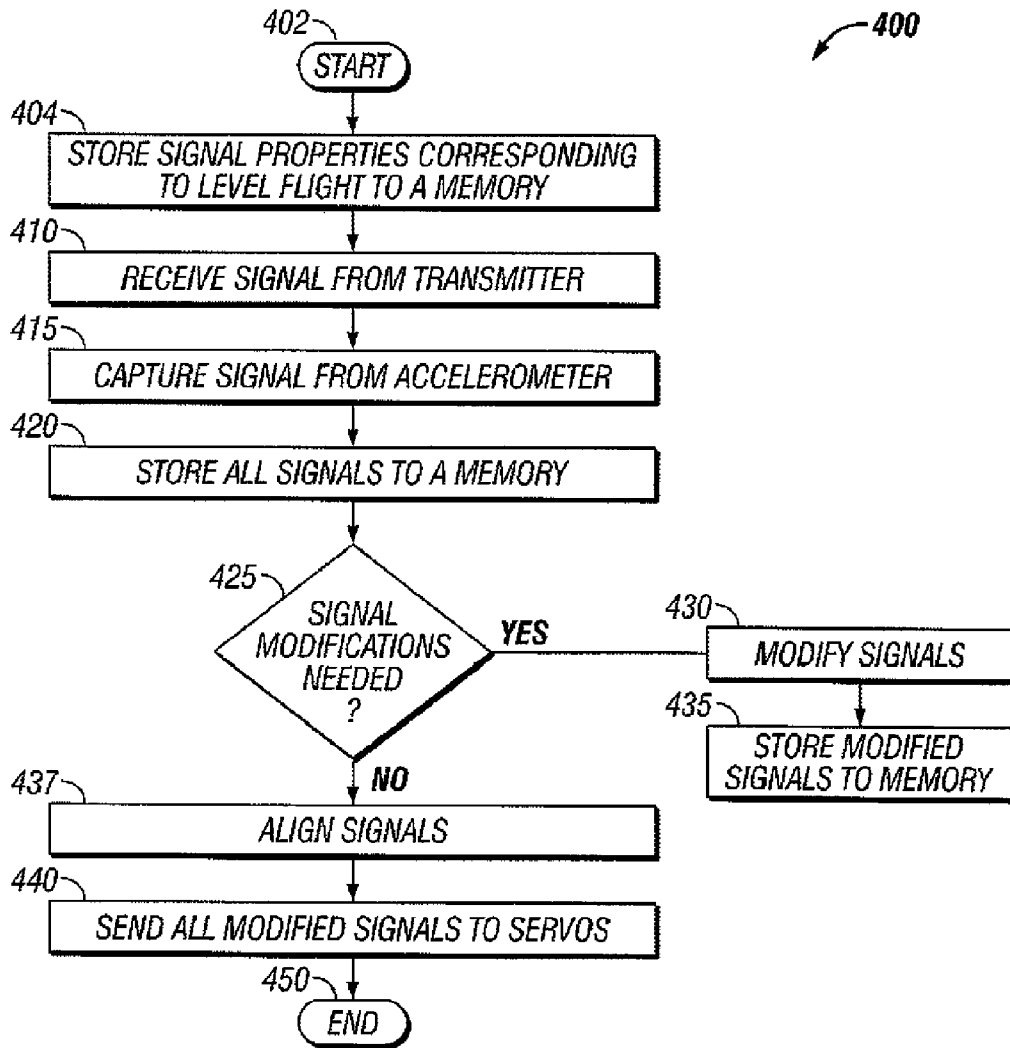 400
402
START
404
STORE SIGNAL PROPERTIES CORRESPONDING
TO LEVEL FLIGHT TO A MEMORY
410
RECEIVE SIGNAL FROM TRANSMITTER
415
CAPTURE SIGNAL FROM ACCELEROMETER
420
STORE ALL SIGNALS TO A MEMORY
425
SIGNAL
MODIFICATIONS
NEEDED
?
YES
430
MODIFY SIGNALS
435
STORE MODIFIED
SIGNALS TO MEMORY
NO
437
ALIGN SIGNALS
440
SEND ALL MODIFIED SIGNALS TO SERVOS
450
END